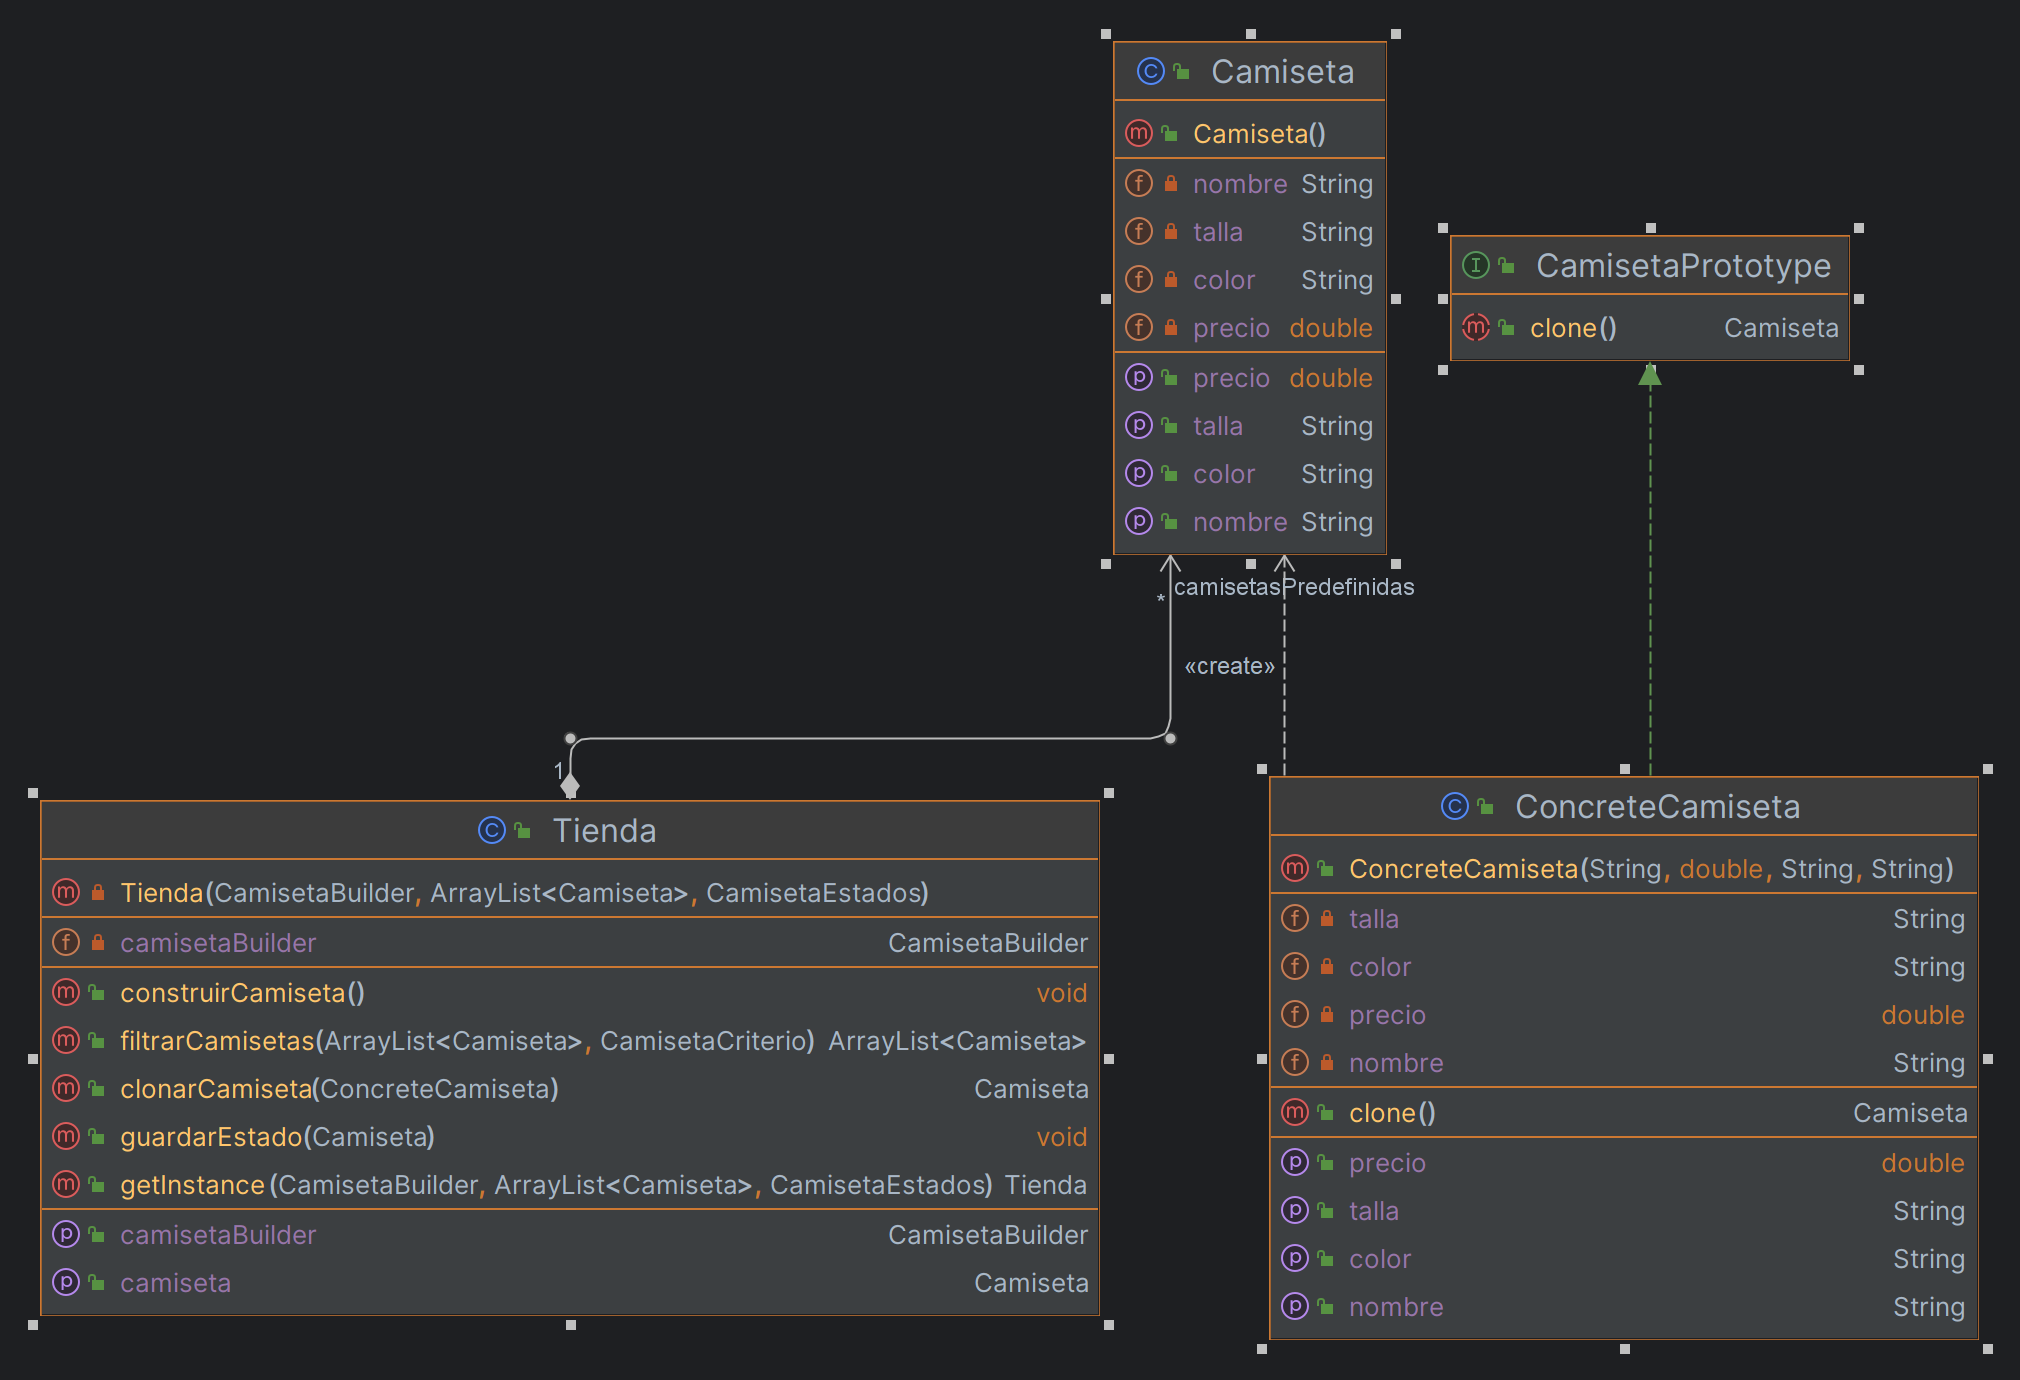 Camiseta
Camiseta()
nombre String
talla String
color String
precio double
precio double
talla String
color String
nombre String
CamisetaPrototype
clone() Camiseta
* camisetasPredefinidas
«create»
1
Tienda
Tienda(CamisetaBuilder, ArrayList<Camiseta>, CamisetaEstados)
camisetaBuilder CamisetaBuilder
construirCamiseta() void
filtrarCamisetas(ArrayList<Camiseta>, CamisetaCriterio) ArrayList<Camiseta>
clonarCamiseta(ConcreteCamiseta) Camiseta
guardarEstado(Camiseta) void
getInstance(CamisetaBuilder, ArrayList<Camiseta>, CamisetaEstados) Tienda
camisetaBuilder CamisetaBuilder
camiseta Camiseta
ConcreteCamiseta
ConcreteCamiseta(String, double, String, String)
talla String
color String
precio double
nombre String
clone() Camiseta
precio double
talla String
color String
nombre String